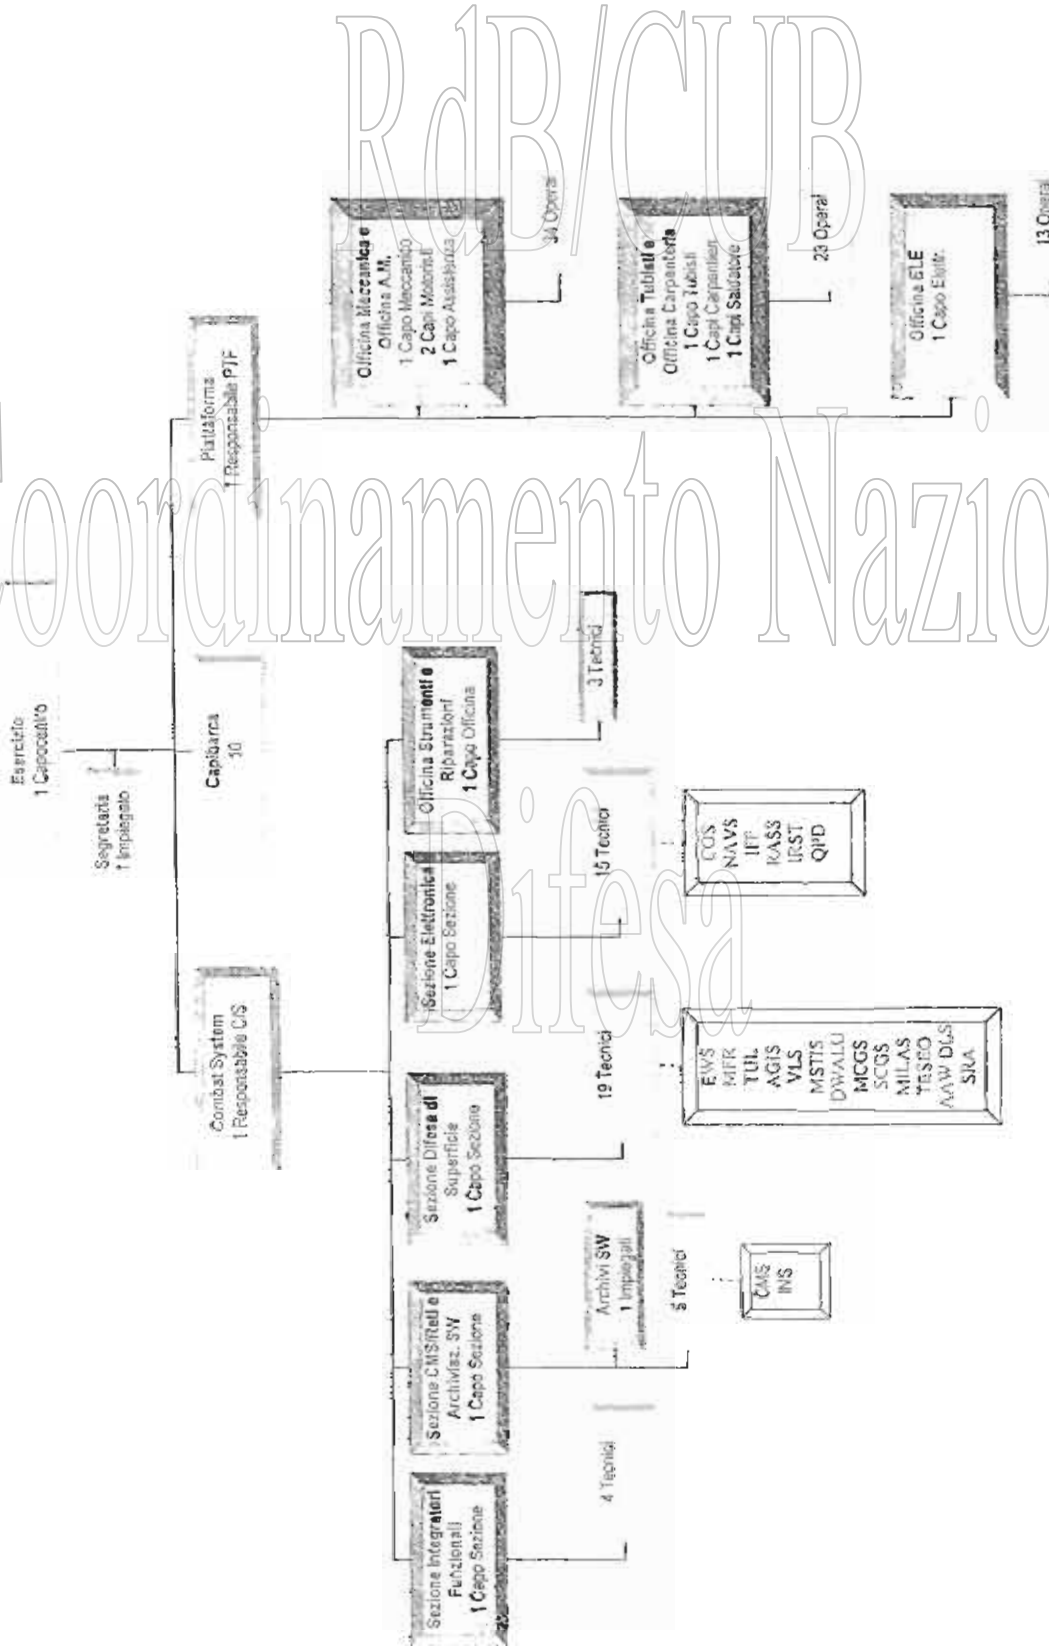 RdB/CUB
Coordinamento Nazio
Difesa
Esercizio
1 Capocentro
Segretaria
1 Impiegato
Combat System
1 Responsabile C/S
Capibarca
10
Piattaforma
1 Responsabile PTF
Sezione Integratori
Funzionali
1 Capo Sezione
4 Tecnici
Sezione CMS/Reti e
Archiviaz. SW
1 Capo Sezione
Archivi SW
1 Impiegati
5 Tecnici
CMS
INS
Sezione Difesa di
Superficie
1 Capo Sezione
19 Tecnici
EWS
MFR
TUL
AGIS
VLS
MSTIS
DWALU
MCGS
SCGS
MILAS
TESEO
AAW DLS
SRA
Sezione Elettronica
1 Capo Sezione
15 Tecnici
COS
NAVS
IFF
RASS
IRST
QPD
Officina Strumenti e
Riparazioni
1 Capo Officina
3 Tecnici
Officina Meccanica e
Officina A.M.
1 Capo Meccanico
2 Capi Motoristi
1 Capo Assistenza
34 Operai
Officina Tubisti e
Officina Carpanteria
1 Capo Tubisti
1 Capi Carpentieri
1 Capi Saldatore
23 Operai
Officina ELE
1 Capo Elettr.
13 Operai